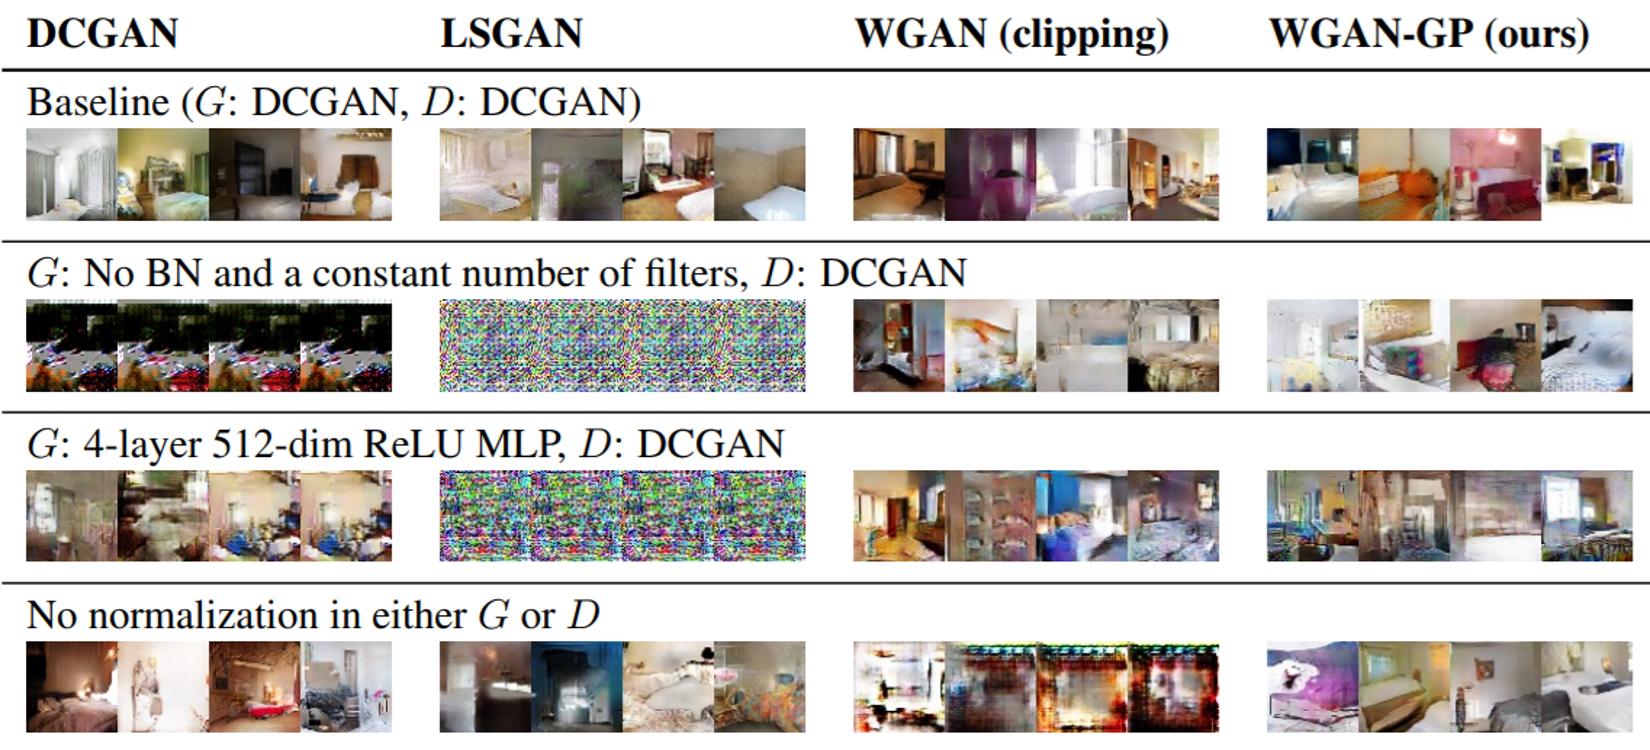 DCGAN LSGAN WGAN (clipping) WGAN-GP (ours)
Baseline (G: DCGAN, D: DCGAN)
G: No BN and a constant number of filters, D: DCGAN
G: 4-layer 512-dim ReLU MLP, D: DCGAN
No normalization in either G or D